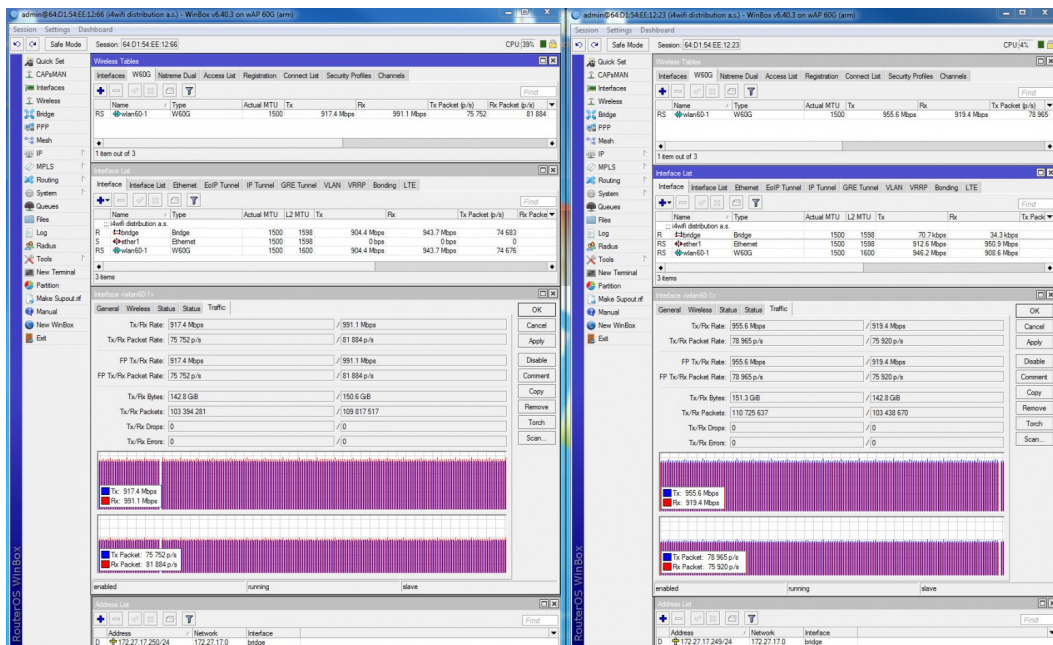 admin@64:D1:54:EE:12:66 (i4wifi distribution a.s.) - WinBox v6.40.3 on wAP 60G (arm)
Session Settings Dashboard
Safe Mode Session: 64:D1:54:EE:12:66 CPU: 39%
Quick Set
CAPsMAN
Interfaces
Wireless
Bridge
PPP
Mesh
IP
MPLS
Routing
System
Queues
Files
Log
Radius
Tools
New Terminal
Partition
Make Supout.rif
Manual
New WinBox
Exit
RouterOS WinBox
Wireless Tables
Interfaces W60G Nstreme Dual Access List Registration Connect List Security Profiles Channels
Find
Name Type Actual MTU Tx Rx Tx Packet (p/s) Rx Packet (p/s)
RS wlan60-1 W60G 1500 917.4 Mbps 991.1 Mbps 75 752 81 884
1 item out of 3
Interface List
Interface Interface List Ethernet EoIP Tunnel IP Tunnel GRE Tunnel VLAN VRRP Bonding LTE
Find
Name Type Actual MTU L2 MTU Tx Rx Tx Packet (p/s) Rx Packe
;;; i4wifi distribution a.s.
R bridge Bridge 1500 1598 904.4 Mbps 943.7 Mbps 74 683
S ether1 Ethernet 1500 1598 0 bps 0 bps 0
RS wlan60-1 W60G 1500 1600 904.4 Mbps 943.7 Mbps 74 676
3 items
Interface <wlan60-1>
General Wireless Status Status Traffic
Tx/Rx Rate: 917.4 Mbps / 991.1 Mbps
Tx/Rx Packet Rate: 75 752 p/s / 81 884 p/s
FP Tx/Rx Rate: 917.4 Mbps / 991.1 Mbps
FP Tx/Rx Packet Rate: 75 752 p/s / 81 884 p/s
Tx/Rx Bytes: 142.8 GiB / 150.6 GiB
Tx/Rx Packets: 103 394 281 / 109 817 517
Tx/Rx Drops: 0 / 0
Tx/Rx Errors: 0 / 0
OK
Cancel
Apply
Disable
Comment
Copy
Remove
Torch
Scan...
Tx: 917.4 Mbps
Rx: 991.1 Mbps
Tx Packet: 75 752 p/s
Rx Packet: 81 884 p/s
enabled running slave
Address List
Find
Address Network Interface
D 172.27.17.250/24 172.27.17.0 bridge
admin@64:D1:54:EE:12:23 (i4wifi distribution a.s.) - WinBox v6.40.3 on wAP 60G (arm)
Session Settings Dashboard
Safe Mode Session: 64:D1:54:EE:12:23 CPU: 4%
Quick Set
CAPsMAN
Interfaces
Wireless
Bridge
PPP
Mesh
IP
MPLS
Routing
System
Queues
Files
Log
Radius
Tools
New Terminal
Partition
Make Supout.rif
Manual
New WinBox
Exit
RouterOS WinBox
Wireless Tables
Interfaces W60G Nstreme Dual Access List Registration Connect List Security Profiles Channels
Find
Name Type Actual MTU Tx Rx Tx Packet (p/s)
RS wlan60-1 W60G 1500 955.6 Mbps 919.4 Mbps 78 965
1 item out of 3
Interface List
Interface Interface List Ethernet EoIP Tunnel IP Tunnel GRE Tunnel VLAN VRRP Bonding LTE
Find
Name Type Actual MTU L2 MTU Tx Rx Tx Pack
;;; i4wifi distribution a.s.
R bridge Bridge 1500 1598 70.7 kbps 34.3 kbps
RS ether1 Ethernet 1500 1598 912.6 Mbps 950.9 Mbps
RS wlan60-1 W60G 1500 1600 946.2 Mbps 908.6 Mbps
3 items
Interface <wlan60-1>
General Wireless Status Status Traffic
Tx/Rx Rate: 955.6 Mbps / 919.4 Mbps
Tx/Rx Packet Rate: 78 965 p/s / 75 920 p/s
FP Tx/Rx Rate: 955.6 Mbps / 919.4 Mbps
FP Tx/Rx Packet Rate: 78 965 p/s / 75 920 p/s
Tx/Rx Bytes: 151.3 GiB / 142.8 GiB
Tx/Rx Packets: 110 725 637 / 103 438 670
Tx/Rx Drops: 0 / 0
Tx/Rx Errors: 0 / 0
OK
Cancel
Apply
Disable
Comment
Copy
Remove
Torch
Scan...
Tx: 955.6 Mbps
Rx: 919.4 Mbps
Tx Packet: 78 965 p/s
Rx Packet: 75 920 p/s
enabled running slave
Address List
Find
Address Network Interface
D 172.27.17.249/24 172.27.17.0 bridge